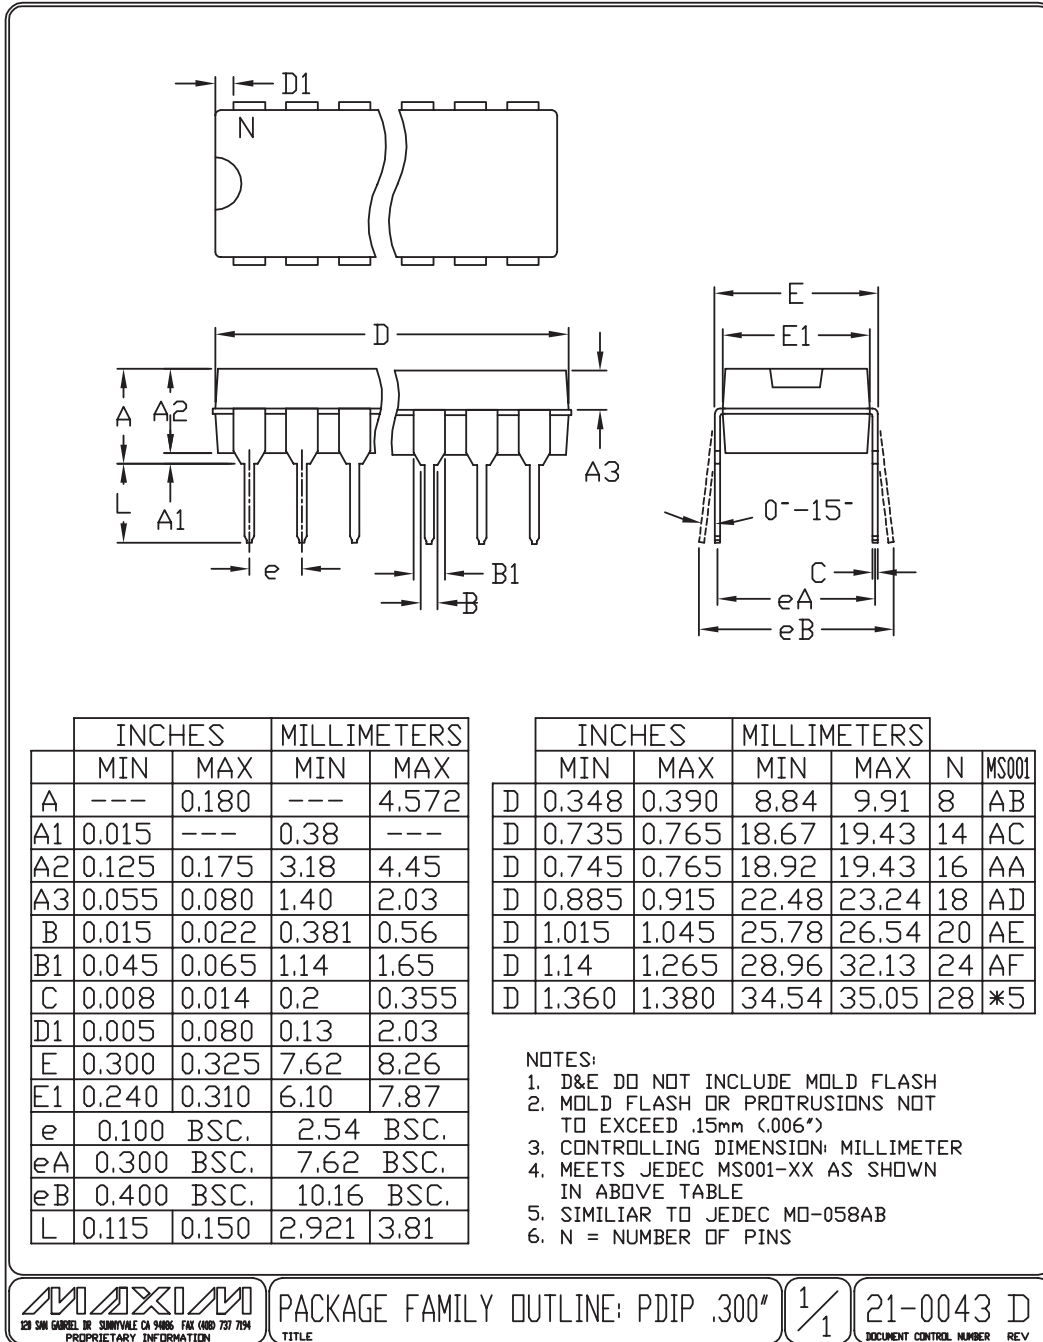 D1
N
E
D
E1
A
A2
A3
L
A1
0°-15°
e
B1
C
B
eA
eB
INCHES MILLIMETERS
MIN MAX MIN MAX
A --- 0.180 --- 4.572
A1 0.015 --- 0.38 ---
A2 0.125 0.175 3.18 4.45
A3 0.055 0.080 1.40 2.03
B 0.015 0.022 0.381 0.56
B1 0.045 0.065 1.14 1.65
C 0.008 0.014 0.2 0.355
D1 0.005 0.080 0.13 2.03
E 0.300 0.325 7.62 8.26
E1 0.240 0.310 6.10 7.87
e 0.100 BSC. 2.54 BSC.
eA 0.300 BSC. 7.62 BSC.
eB 0.400 BSC. 10.16 BSC.
L 0.115 0.150 2.921 3.81
INCHES MILLIMETERS
MIN MAX MIN MAX N MS001
D 0.348 0.390 8.84 9.91 8 AB
D 0.735 0.765 18.67 19.43 14 AC
D 0.745 0.765 18.92 19.43 16 AA
D 0.885 0.915 22.48 23.24 18 AD
D 1.015 1.045 25.78 26.54 20 AE
D 1.14 1.265 28.96 32.13 24 AF
D 1.360 1.380 34.54 35.05 28 *5
NOTES:
1. D&E DO NOT INCLUDE MOLD FLASH
2. MOLD FLASH OR PROTRUSIONS NOT
TO EXCEED .15mm (.006")
3. CONTROLLING DIMENSION: MILLIMETER
4. MEETS JEDEC MS001-XX AS SHOWN
IN ABOVE TABLE
5. SIMILIAR TO JEDEC MO-058AB
6. N = NUMBER OF PINS
MAXIM
120 SAN GABRIEL DR SUNNYVALE CA 94086 FAX (408) 737 7194
PROPRIETARY INFORMATION
PACKAGE FAMILY OUTLINE: PDIP .300"
TITLE
1/1
21-0043 D
DOCUMENT CONTROL NUMBER REV